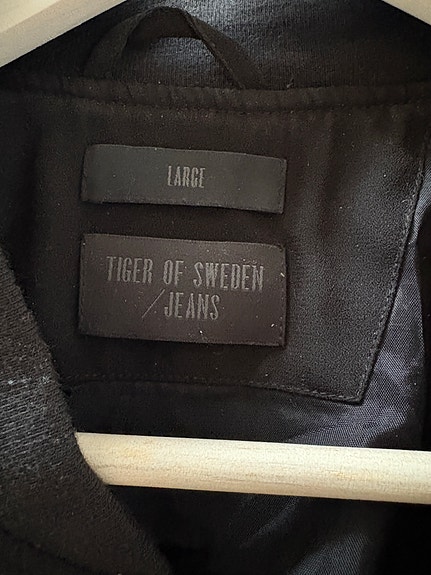 LARGE
TIGER OF SWEDEN
/JEANS